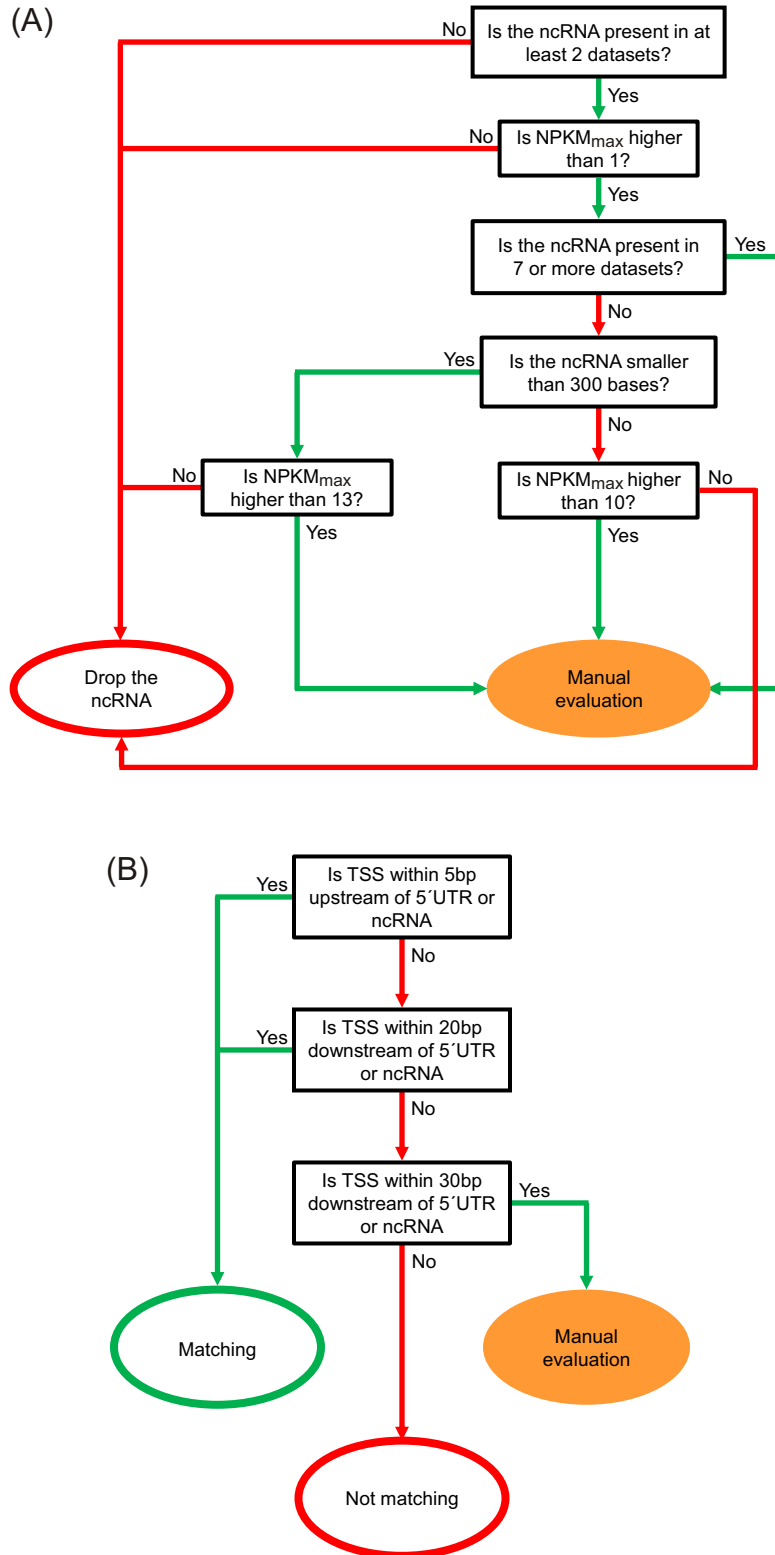 (A)
Is the ncRNA present in at
least 2 datasets?
No
Yes
Is NPKMmax higher
than 1?
No
Yes
Is the ncRNA present in
7 or more datasets?
Yes
No
Is the ncRNA smaller
than 300 bases?
Yes
No
Is NPKMmax
higher than 13?
No
Yes
Is NPKMmax higher
than 10?
No
Yes
Drop the
ncRNA
Manual
evaluation
(B)
Is TSS within 5bp
upstream of 5´UTR or
ncRNA
Yes
No
Is TSS within 20bp
downstream of 5´UTR
or ncRNA
Yes
No
Is TSS within 30bp
downstream of 5´UTR
or ncRNA
Yes
No
Matching
Manual
evaluation
Not matching